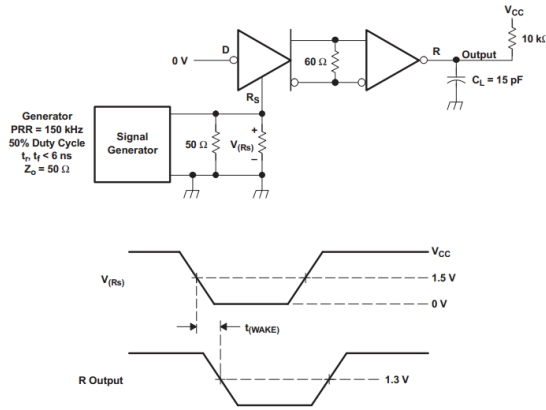 VCC
10 kΩ
D
R
Output
0 V
60 Ω
CL = 15 pF
RS
Generator
PRR = 150 kHz
50% Duty Cycle
tr, tf < 6 ns
Zo = 50 Ω
Signal
Generator
50 Ω
+
V(Rs)
–
VCC
V(Rs)
1.5 V
0 V
t(WAKE)
R Output
1.3 V